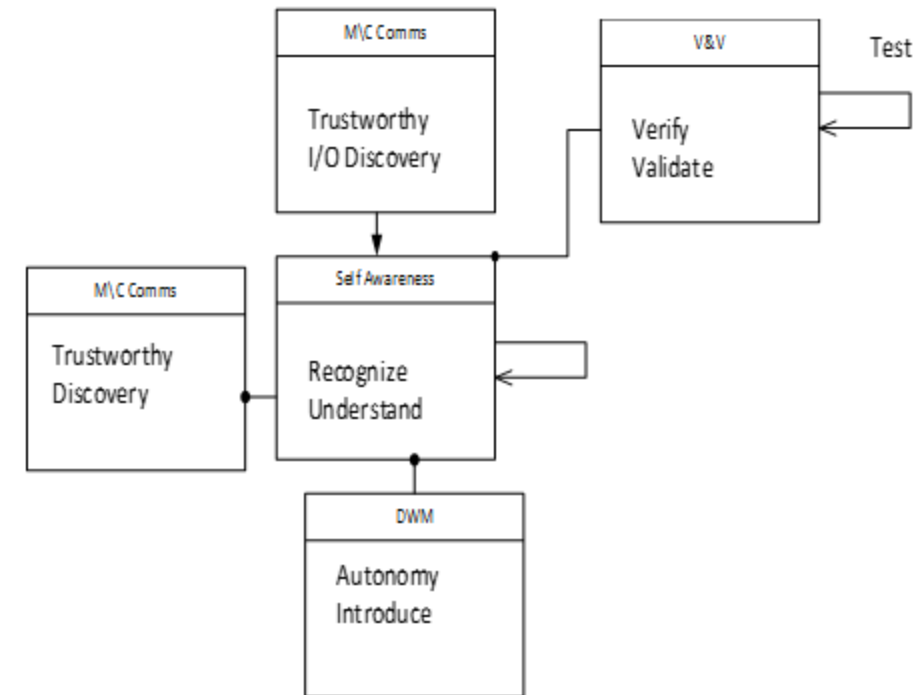 M\C Comms
Trustworthy
I/O Discovery
V&V
Test
Verify
Validate
Self Awareness
Recognize
Understand
M\C Comms
Trustworthy
Discovery
DWM
Autonomy
Introduce